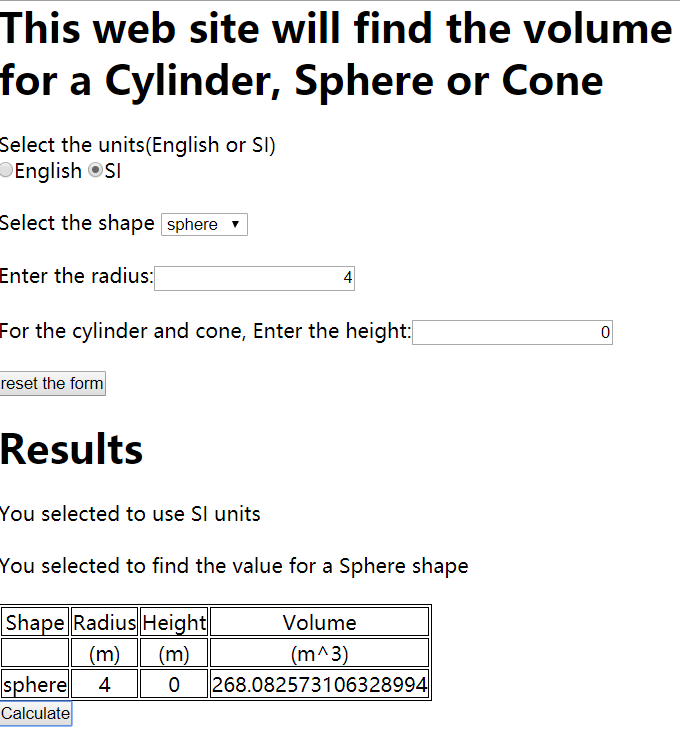 This web site will find the volume
for a Cylinder, Sphere or Cone
Select the units(English or SI)
English SI
Select the shape sphere
Enter the radius: 4
For the cylinder and cone, Enter the height: 0
reset the form
Results
You selected to use SI units
You selected to find the value for a Sphere shape
Shape Radius Height Volume
(m) (m) (m^3)
sphere 4 0 268.082573106328994
Calculate